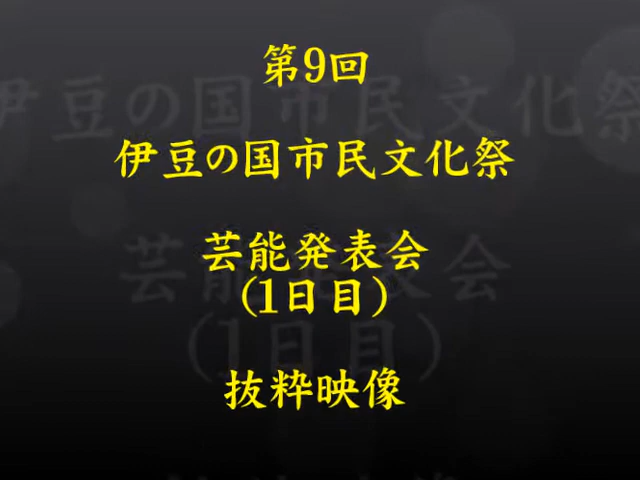 第9回
伊豆の国市民文化祭
芸能発表会
(1日目)
抜粋映像